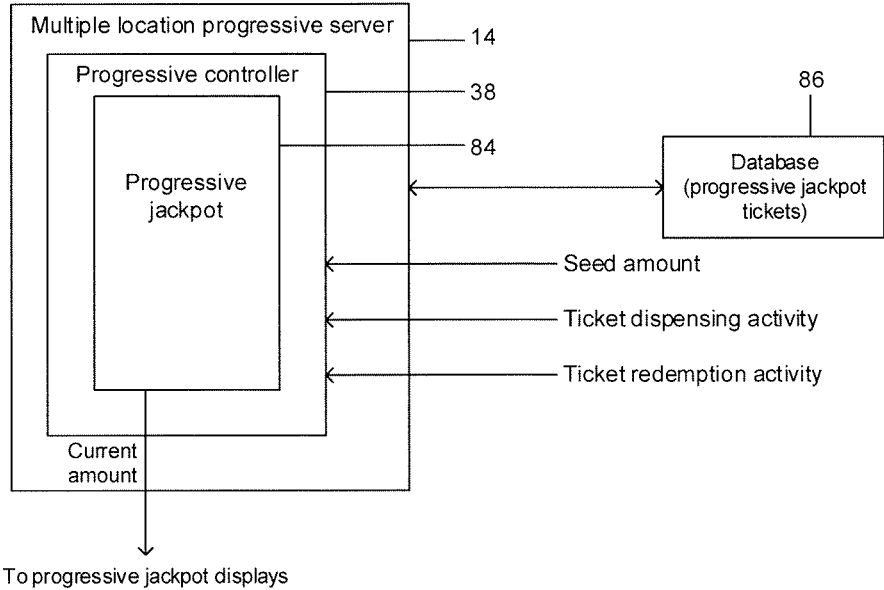 Multiple location progressive server
14
Progressive controller
38
84
Progressive
jackpot
86
Database
(progressive jackpot
tickets)
Seed amount
Ticket dispensing activity
Ticket redemption activity
Current
amount
To progressive jackpot displays